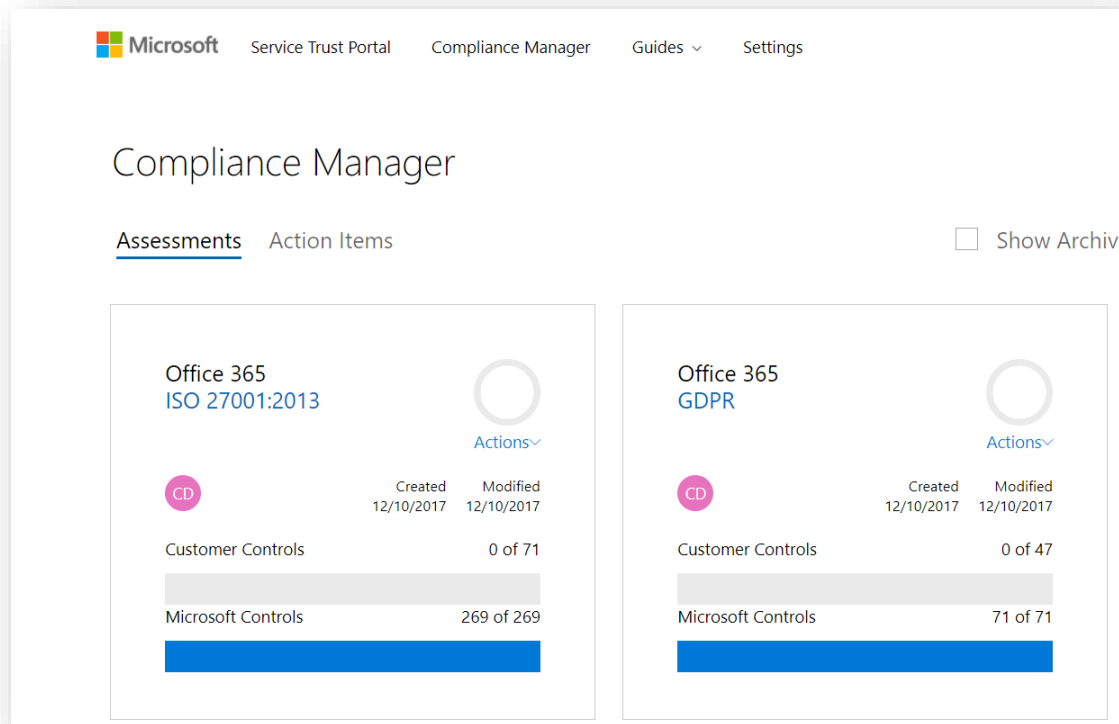 Microsoft Service Trust Portal Compliance Manager Guides Settings
Compliance Manager
Assessments Action Items Show Archiv
Office 365
ISO 27001:2013
Actions
CD
Created Modified
12/10/2017 12/10/2017
Customer Controls 0 of 71
Microsoft Controls 269 of 269
Office 365
GDPR
Actions
CD
Created Modified
12/10/2017 12/10/2017
Customer Controls 0 of 47
Microsoft Controls 71 of 71